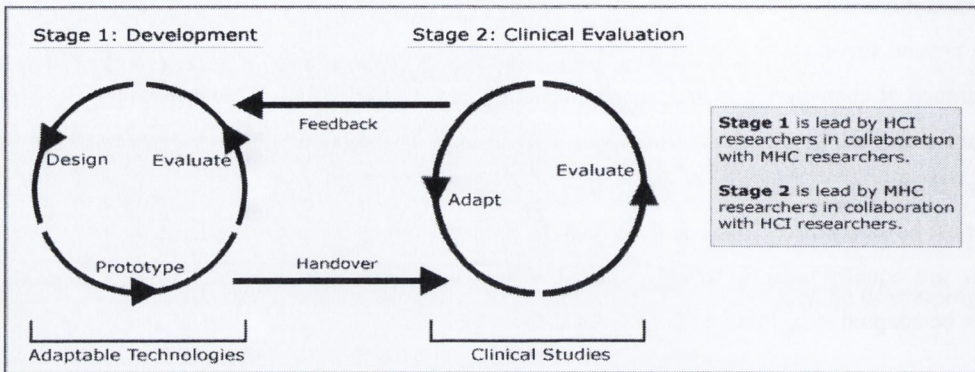 Stage 1: Development
Stage 2: Clinical Evaluation
Feedback
Design
Evaluate
Prototype
Handover
Adapt
Evaluate
Adaptable Technologies
Clinical Studies
Stage 1 is lead by HCI
researchers in collaboration
with MHC researchers.
Stage 2 is lead by MHC
researchers in collaboration
with HCI researchers.